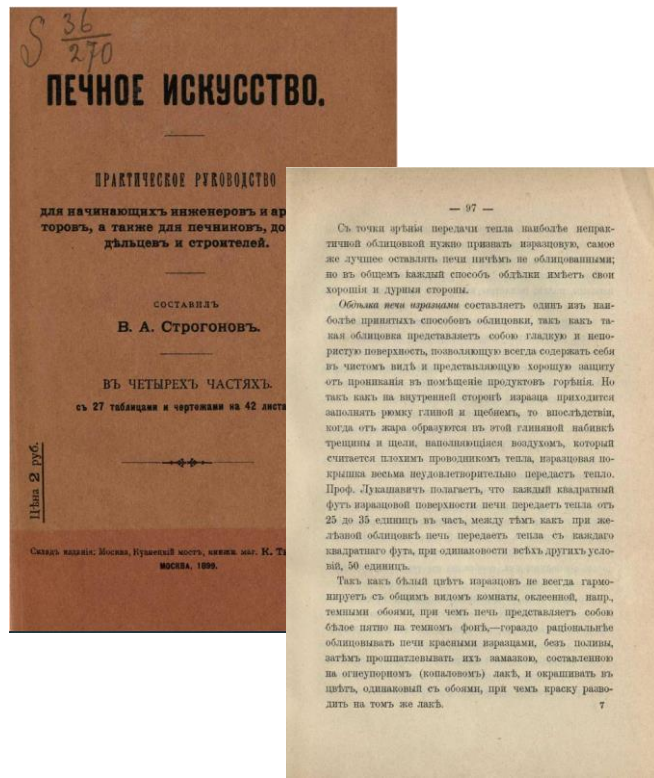 S 36
270
ПЕЧНОЕ ИСКУССТВО.
ПРАКТИЧЕСКОЕ РУКОВОДСТВО
для начинающихъ инженеровъ и ар
торовъ, а также для печниковъ, до
дѣльцевъ и строителей.
СОСТАВИЛЪ
В. А. Строгоновъ.
ВЪ ЧЕТЫРЕХЪ ЧАСТЯХЪ.
съ 27 таблицами и чертежами на 42 листа
Цѣна 2 руб.
Складъ изданія: Москва, Кузнецкій мостъ, книжн. маг. К. Ти
МОСКВА, 1899.
— 97 —
Съ точки зрѣнія передачи тепла наиболѣе непрак-
тичной облицовкой нужно признать изразцовую, самое
же лучшее оставлять печи ничѣмъ не облицованными;
но въ общемъ каждый способъ обдѣлки имѣетъ свои
хорошія и дурныя стороны.
Обдѣлка печи изразцами составляетъ одинъ изъ наи-
болѣе принятыхъ способовъ облицовки, такъ какъ та-
кая облицовка представляетъ собою гладкую и непо-
ристую поверхность, позволяющую всегда содержать себя
въ чистомъ видѣ и представляющую хорошую защиту
отъ прониканія въ помѣщеніе продуктовъ горѣнія. Но
такъ какъ на внутренней сторонѣ изразца приходится
заполнять рюмку глиной и щебнемъ, то впослѣдствіи,
когда отъ жара образуются въ этой глиняной набивкѣ
трещины и щели, наполняющіяся воздухомъ, который
считается плохимъ проводникомъ тепла, изразцовая по-
крышка весьма неудовлетворительно передастъ тепло.
Проф. Лукашевичъ полагаетъ, что каждый квадратный
футъ изразцовой поверхности печи передаетъ тепла отъ
25 до 35 единицъ въ часъ, между тѣмъ какъ при же-
лѣзной облицовкѣ печь передаетъ тепла съ каждаго
квадратнаго фута, при одинаковости всѣхъ другихъ усло-
вій, 50 единицъ.
Такъ какъ бѣлый цвѣтъ изразцовъ не всегда гармо-
нируетъ съ общимъ видомъ комнаты, оклеенной, напр.,
темными обоями, при чемъ печь представляетъ собою
бѣлое пятно на темномъ фонѣ,—гораздо раціональнѣе
облицовывать печи красными изразцами, безъ поливы,
затѣмъ прошпатлевывать ихъ замазкою, составленною
на огнеупорномъ (копаловомъ) лакѣ, и окрашивать въ
цвѣтъ, одинаковый съ обоями, при чемъ краску разво-
дить на томъ же лакѣ.
7